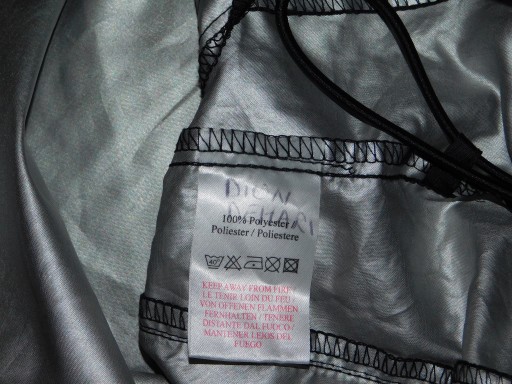 DION
100% Polyester
Poliester / Poliestere
40
KEEP AWAY FROM FIRE
LE TENIR LOIN DU FEU /
VON OFFENEN FLAMMEN
FERNHALTEN / TENERE
DISTANTE DAL FUOCO /
MANTENER LEJOS DEL
FUEGO